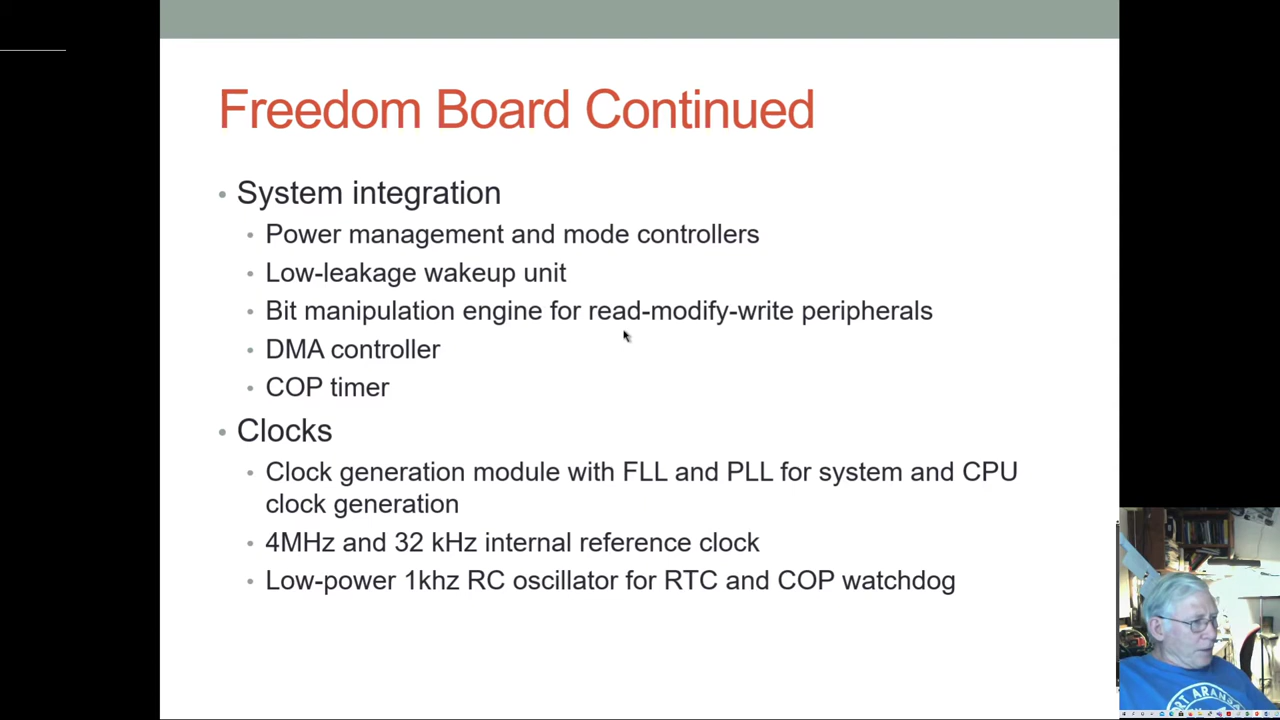 Freedom Board Continued
• System integration
• Power management and mode controllers
• Low-leakage wakeup unit
• Bit manipulation engine for read-modify-write peripherals
• DMA controller
• COP timer
• Clocks
• Clock generation module with FLL and PLL for system and CPU
clock generation
• 4MHz and 32 kHz internal reference clock
• Low-power 1khz RC oscillator for RTC and COP watchdog